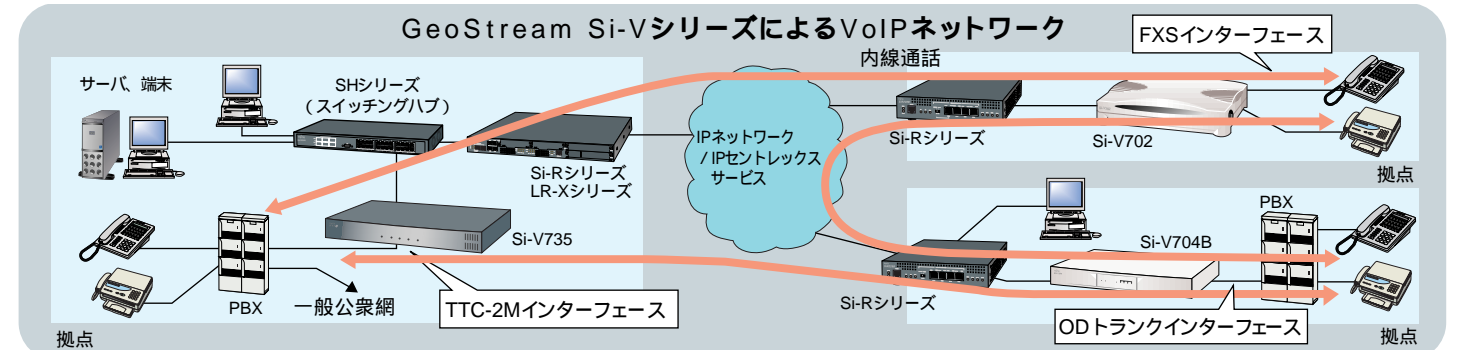 GeoStream Si-VシリーズによるVoIPネットワーク
サーバ、端末
SHシリーズ
(スイッチングハブ)
Si-Rシリーズ
LR-Xシリーズ
Si-V735
PBX
一般公衆網
TTC-2Mインターフェース
拠点
IPネットワーク
/ IPセントレックス
サービス
内線通話
FXSインターフェース
Si-Rシリーズ
Si-V702
拠点
PBX
Si-V704B
Si-Rシリーズ
ODトランクインターフェース
拠点